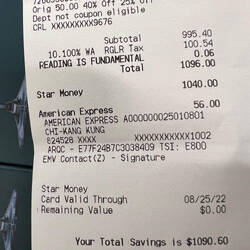 Orig 50.00 40% Off 25% Off
Dept not coupon eligible
CRL XXXXXXXXX9676
Subtotal 995.40
10.100% WA RGLR Tax 100.54
READING IS FUNDAMENTAL 0.06
Total 1096.00
Star Money 1040.00
American Express 56.00
AMERICAN EXPRESS A000000025010801
CHI-KANG KUNG
824528 XXXX XXXXXXXXXXX1002
ARQC - E77F24B7C3038409 TSI: E800
EMV Contact(Z) - Signature
Star Money
Card Valid Through 08/25/22
Remaining Value $0.00
Your Total Savings is $1090.60